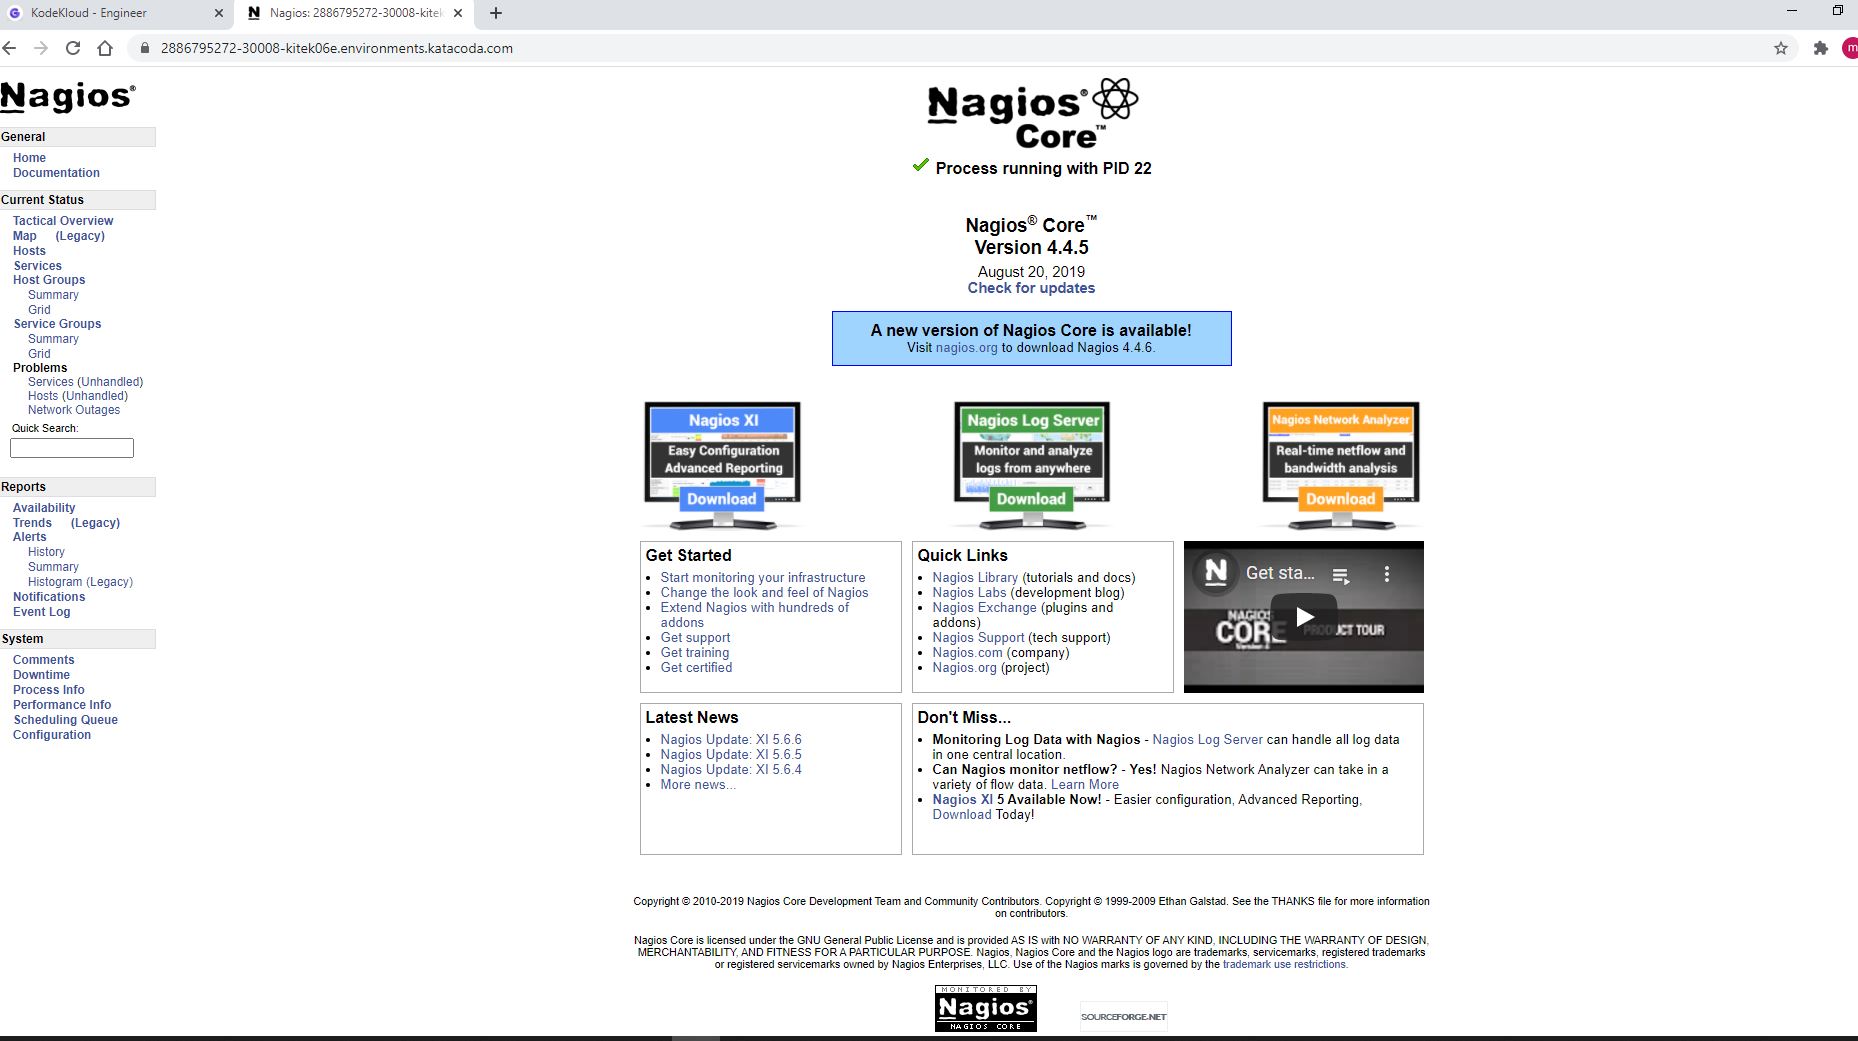 KodeKloud - Engineer
Nagios: 2886795272-30008-kitek
2886795272-30008-kitek06e.environments.katacoda.com
m
Nagios®
General
Home
Documentation
Current Status
Tactical Overview
Map (Legacy)
Hosts
Services
Host Groups
Summary
Grid
Service Groups
Summary
Grid
Problems
Services (Unhandled)
Hosts (Unhandled)
Network Outages
Quick Search:
Reports
Availability
Trends (Legacy)
Alerts
History
Summary
Histogram (Legacy)
Notifications
Event Log
System
Comments
Downtime
Process Info
Performance Info
Scheduling Queue
Configuration
Nagios®
Core™
Process running with PID 22
Nagios® Core™
Version 4.4.5
August 20, 2019
Check for updates
A new version of Nagios Core is available!
Visit nagios.org to download Nagios 4.4.6.
Nagios XI
Easy Configuration
Advanced Reporting
Download
Nagios Log Server
Monitor and analyze
logs from anywhere
Download
Nagios Network Analyzer
Real-time netflow and
bandwidth analysis
Download
Get Started
Start monitoring your infrastructure
Change the look and feel of Nagios
Extend Nagios with hundreds of
addons
Get support
Get training
Get certified
Quick Links
Nagios Library (tutorials and docs)
Nagios Labs (development blog)
Nagios Exchange (plugins and
addons)
Nagios Support (tech support)
Nagios.com (company)
Nagios.org (project)
N Get sta...
NAGIOS
CORE PRODUCT TOUR
Latest News
Nagios Update: XI 5.6.6
Nagios Update: XI 5.6.5
Nagios Update: XI 5.6.4
More news...
Don't Miss...
Monitoring Log Data with Nagios - Nagios Log Server can handle all log data
in one central location.
Can Nagios monitor netflow? - Yes! Nagios Network Analyzer can take in a
variety of flow data. Learn More
Nagios XI 5 Available Now! - Easier configuration, Advanced Reporting,
Download Today!
Copyright © 2010-2019 Nagios Core Development Team and Community Contributors. Copyright © 1999-2009 Ethan Galstad. See the THANKS file for more information
on contributors.
Nagios Core is licensed under the GNU General Public License and is provided AS IS with NO WARRANTY OF ANY KIND, INCLUDING THE WARRANTY OF DESIGN,
MERCHANTABILITY, AND FITNESS FOR A PARTICULAR PURPOSE. Nagios, Nagios Core and the Nagios logo are trademarks, servicemarks, registered trademarks
or registered servicemarks owned by Nagios Enterprises, LLC. Use of the Nagios marks is governed by the trademark use restrictions.
MONITORED BY
Nagios®
NAGIOS CORE
SOURCEFORGE.NET